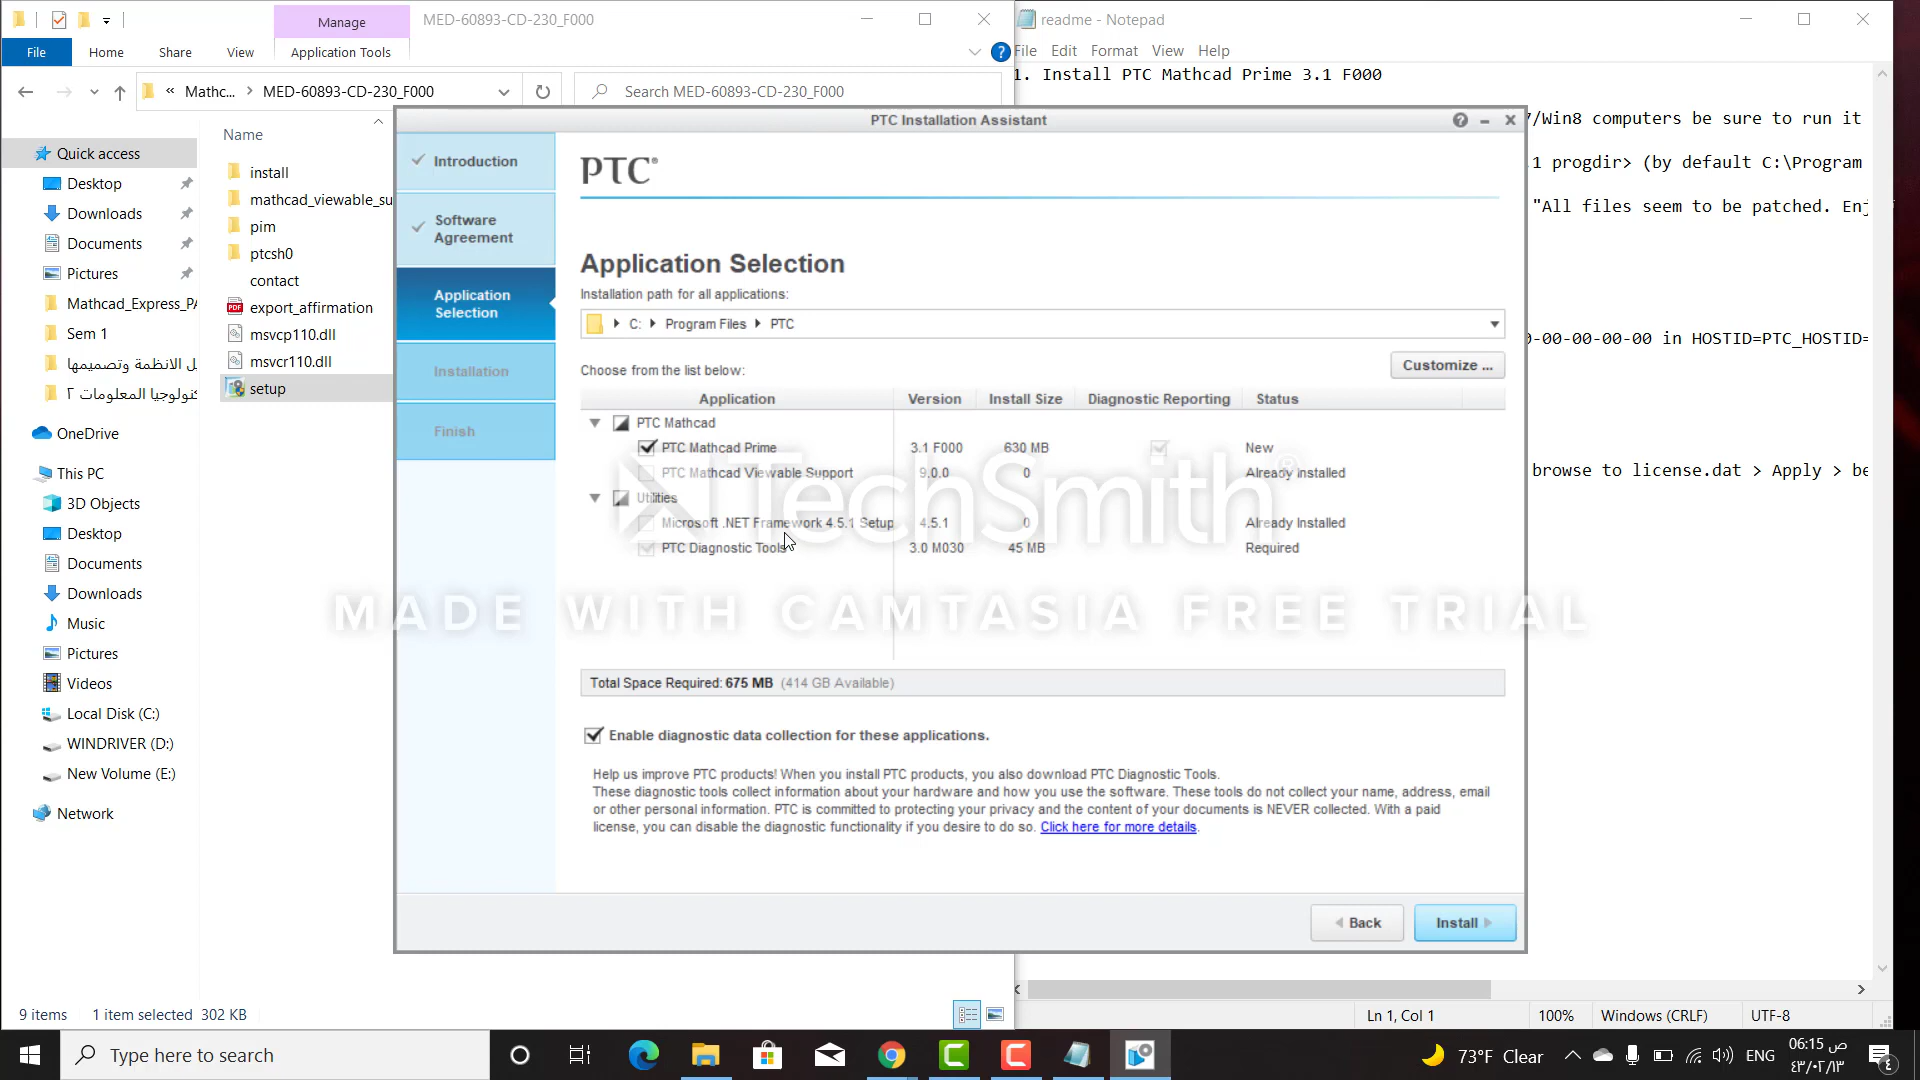 Manage
MED-60893-CD-230_F000
File
Home
Share
View
Application Tools
Mathc...
MED-60893-CD-230_F000
Search MED-60893-CD-230_F000
Name
Quick access
Desktop
Downloads
Documents
Pictures
Mathcad_Express_PA
Sem 1
يل الانظمة وتصميمها
كنولوجيا المعلومات ٢
OneDrive
This PC
3D Objects
Desktop
Documents
Downloads
Music
Pictures
Videos
Local Disk (C:)
WINDRIVER (D:)
New Volume (E:)
Network
install
mathcad_viewable_su
pim
ptcsh0
contact
export_affirmation
msvcp110.dll
msvcr110.dll
setup
9 items
1 item selected 302 KB
readme - Notepad
File Edit Format View Help
1. Install PTC Mathcad Prime 3.1 F000
7/Win8 computers be sure to run it
.1 progdir> (by default C:\Program
"All files seem to be patched. Enj
0-00-00-00-00 in HOSTID=PTC_HOSTID=
browse to license.dat > Apply > be
Ln 1, Col 1
100%
Windows (CRLF)
UTF-8
PTC Installation Assistant
Introduction
Software
Agreement
Application
Selection
Installation
Finish
PTC®
Application Selection
Installation path for all applications:
C: Program Files PTC
Choose from the list below:
Customize ...
Application Version Install Size Diagnostic Reporting Status
PTC Mathcad
PTC Mathcad Prime 3.1 F000 630 MB New
PTC Mathcad Viewable Support 9.0.0 0 Already Installed
Utilities
Microsoft .NET Framework 4.5.1 Setup 4.5.1 0 Already Installed
PTC Diagnostic Tools 3.0 M030 45 MB Required
TechSmith®
MADE WITH CAMTASIA FREE TRIAL
Total Space Required: 675 MB (414 GB Available)
Enable diagnostic data collection for these applications.
Help us improve PTC products! When you install PTC products, you also download PTC Diagnostic Tools.
These diagnostic tools collect information about your hardware and how you use the software. These tools do not collect your name, address, email
or other personal information. PTC is committed to protecting your privacy and the content of your documents is NEVER collected. With a paid
license, you can disable the diagnostic functionality if you desire to do so. Click here for more details.
Back
Install
Type here to search
73°F Clear
ENG
06:15 ص
٤٣/٠٢/١٣
٤